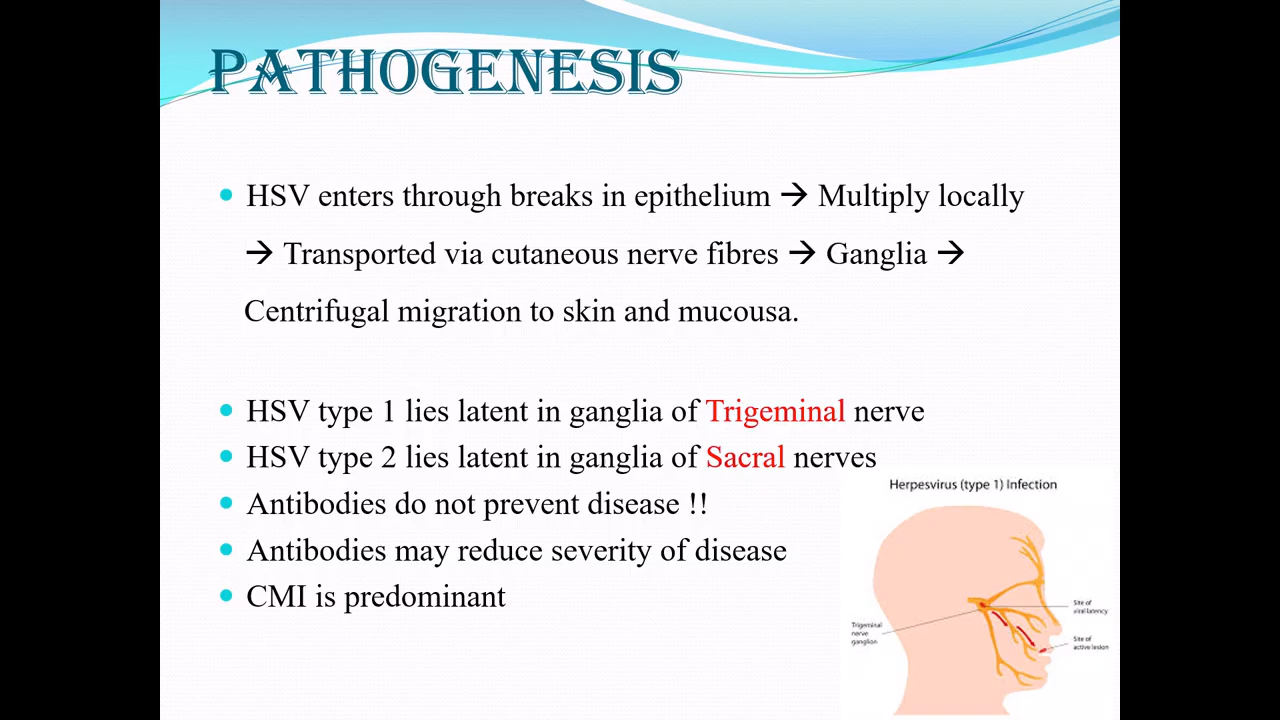 PATHOGENESIS
• HSV enters through breaks in epithelium → Multiply locally
→ Transported via cutaneous nerve fibres → Ganglia →
Centrifugal migration to skin and mucousa.
• HSV type 1 lies latent in ganglia of Trigeminal nerve
• HSV type 2 lies latent in ganglia of Sacral nerves
• Antibodies do not prevent disease !!
• Antibodies may reduce severity of disease
• CMI is predominant
Herpesvirus (type 1) Infection
Site of
viral latency
Trigeminal
nerve
ganglion
Site of
active lesion